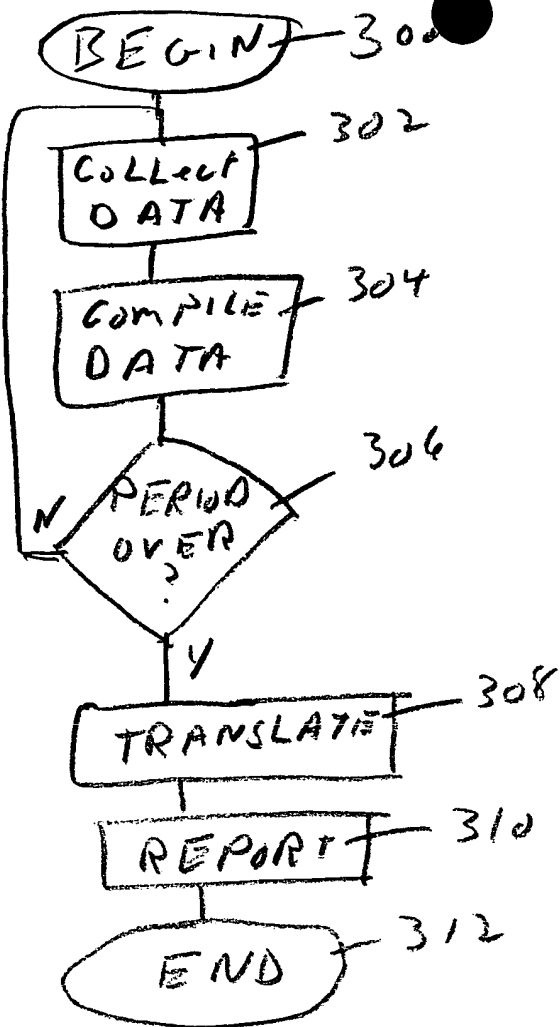 BEGIN 300
302
COLLECT
DATA
304
COMPILE
DATA
306
N
PERIOD
OVER
?
Y
308
TRANSLATE
310
REPORT
312
END